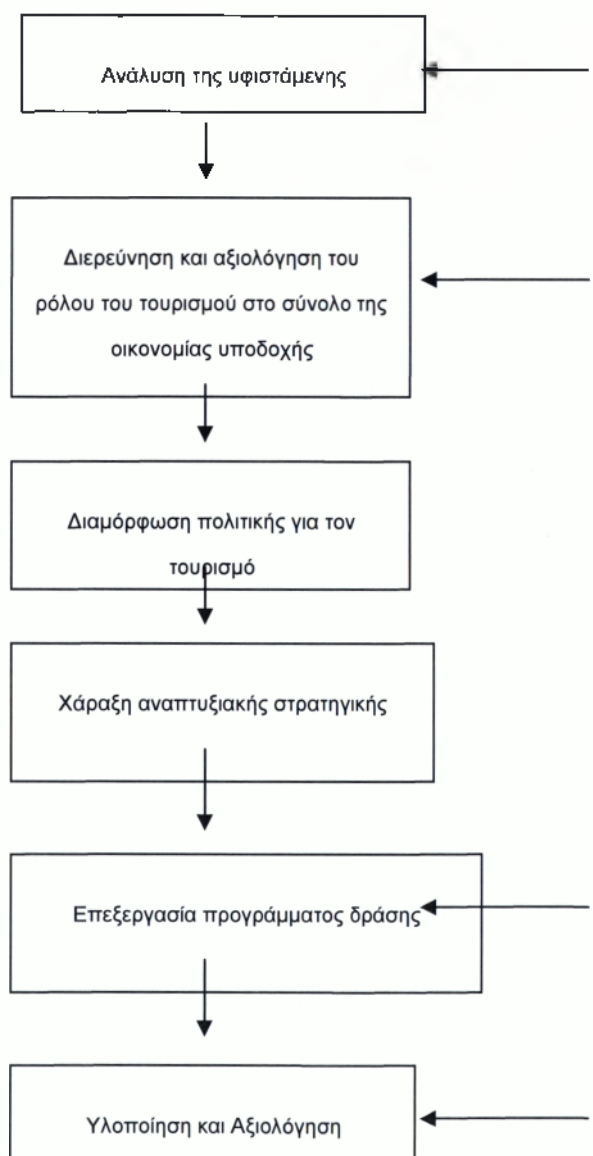 Ανάλυση της υφιστάμενης
Διερεύνηση και αξιολόγηση του
ρόλου του τουρισμού στο σύνολο της
οικονομίας υποδοχής
Διαμόρφωση πολιτικής για τον
τουρισμό
Χάραξη αναπτυξιακής στρατηγικής
Επεξεργασία προγράμματος δράσης
Υλοποίηση και Αξιολόγηση